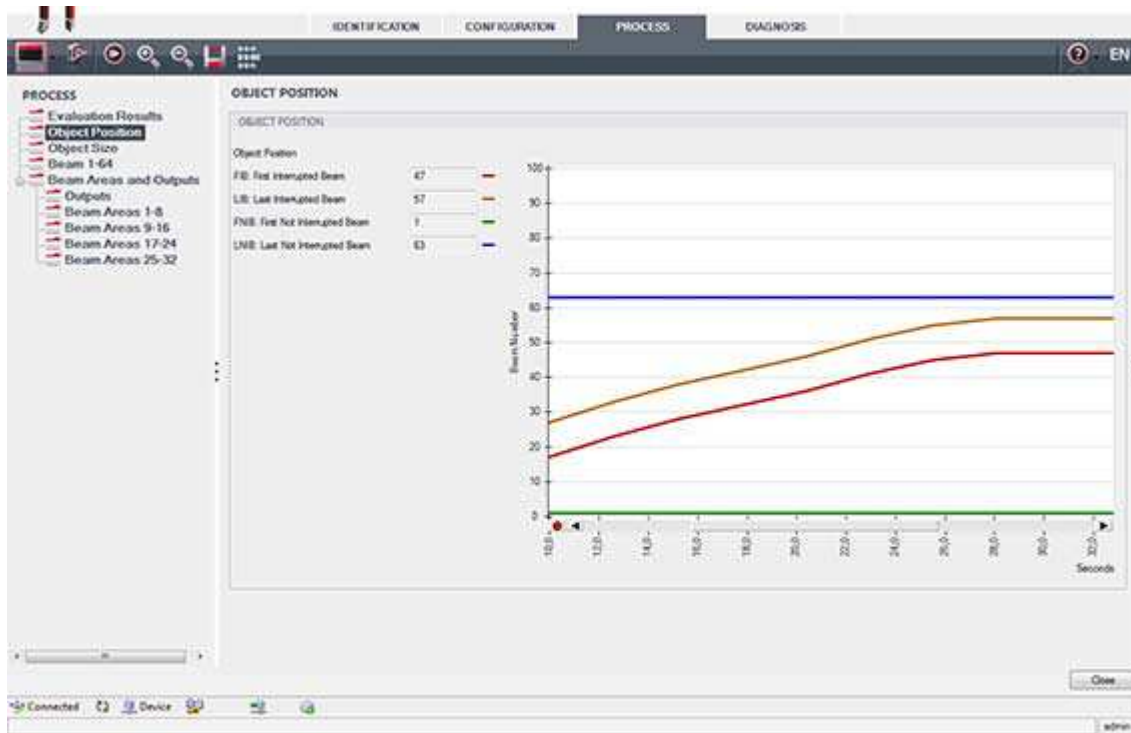 IDENTIFICATION CONFIGURATION PROCESS DIAGNOSIS
EN
PROCESS
Evaluation Results
Object Position
Object Size
Beam 1-64
Beam Areas and Outputs
Outputs
Beam Areas 1-8
Beam Areas 9-16
Beam Areas 17-24
Beam Areas 25-32
OBJECT POSITION
OBJECT POSITION
Object Position
FIB: First Interrupted Beam 47
LIB: Last Interrupted Beam 57
FNIB: First Not Interrupted Beam 1
LNIB: Last Not Interrupted Beam 63
Beam Number
100
90
80
70
60
50
40
30
20
10
0
10,0 12,0 14,0 16,0 18,0 20,0 22,0 24,0 26,0 28,0 30,0 32,0
Seconds
Close
Connected Device
admin